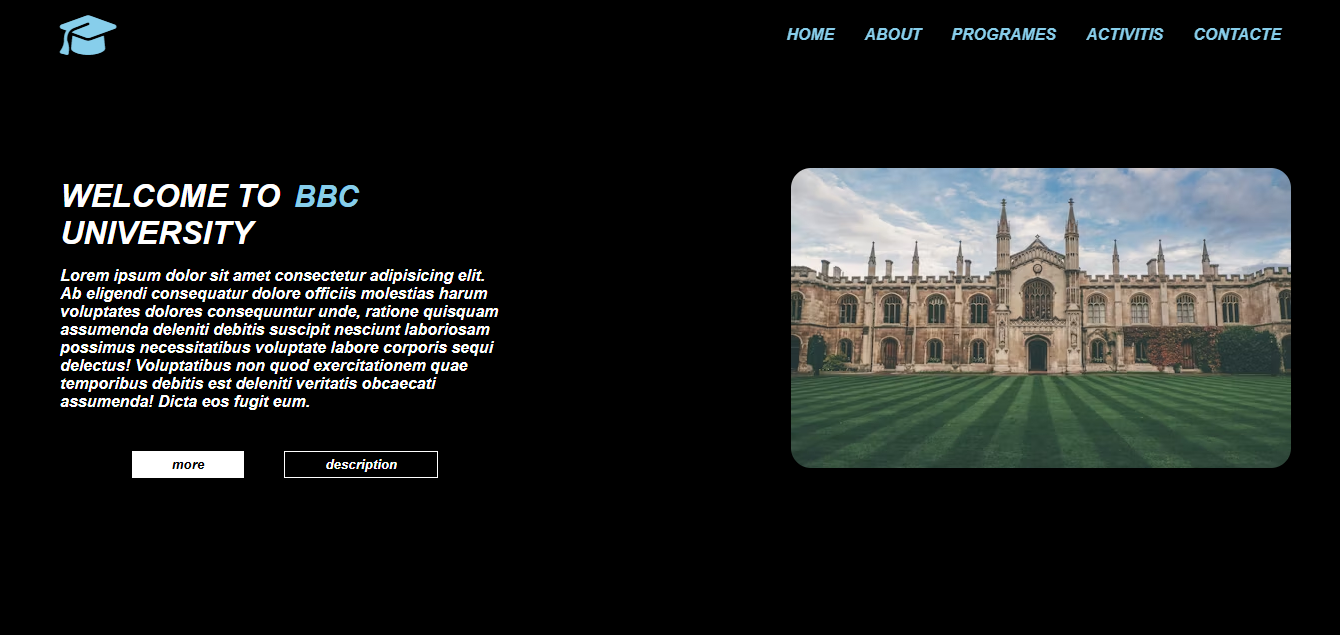 HOME ABOUT PROGRAMES ACTIVITIS CONTACTE
WELCOME TO BBC
UNIVERSITY
Lorem ipsum dolor sit amet consectetur adipisicing elit.
Ab eligendi consequatur dolore officiis molestias harum
voluptates dolores consequuntur unde, ratione quisquam
assumenda deleniti debitis suscipit nesciunt laboriosam
possimus necessitatibus voluptate labore corporis sequi
delectus! Voluptatibus non quod exercitationem quae
temporibus debitis est deleniti veritatis obcaecati
assumenda! Dicta eos fugit eum.
more description